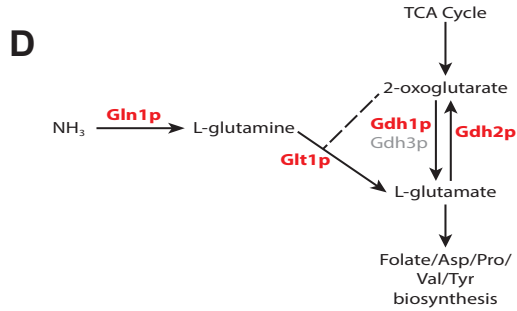 D
TCA Cycle
2-oxoglutarate
Gln1p
Gdh1p
Gdh2p
NH₃
L-glutamine
Gdh3p
Glt1p
L-glutamate
Folate/Asp/Pro/
Val/Tyr
biosynthesis